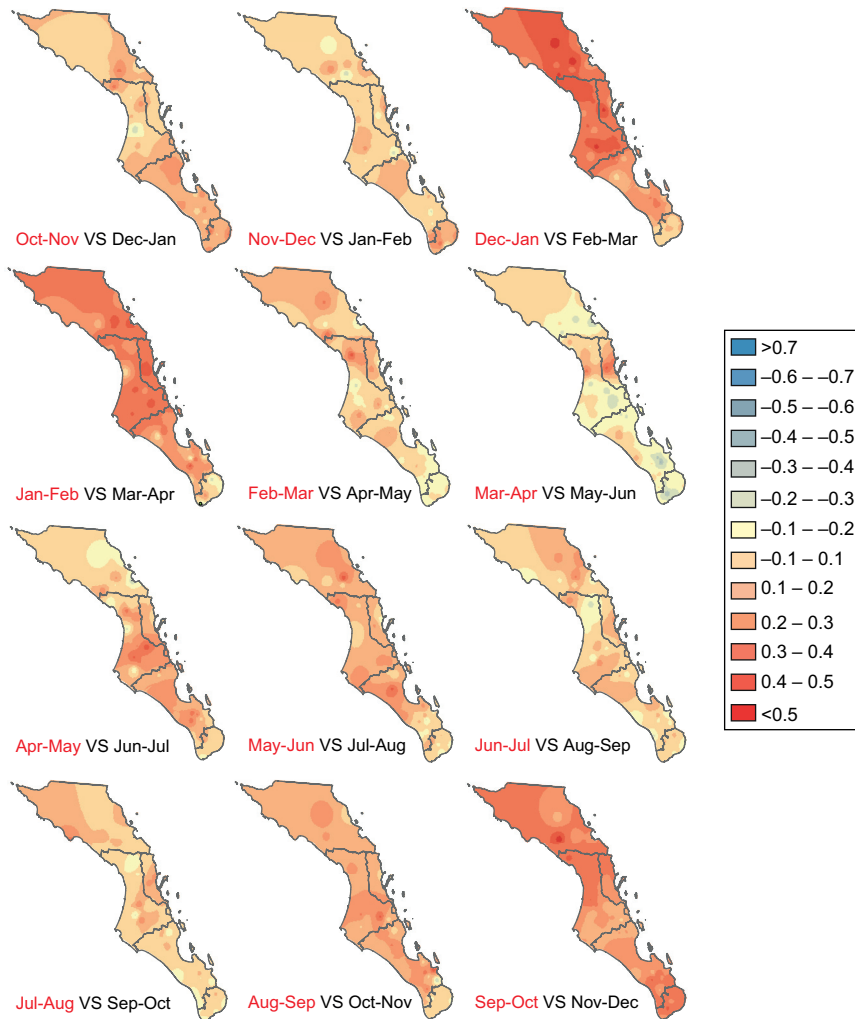 Oct-Nov VS Dec-Jan
Nov-Dec VS Jan-Feb
Dec-Jan VS Feb-Mar
Jan-Feb VS Mar-Apr
Feb-Mar VS Apr-May
Mar-Apr VS May-Jun
>0.7
–0.6 – –0.7
–0.5 – –0.6
–0.4 – –0.5
–0.3 – –0.4
–0.2 – –0.3
–0.1 – –0.2
–0.1 – 0.1
0.1 – 0.2
0.2 – 0.3
0.3 – 0.4
0.4 – 0.5
<0.5
Apr-May VS Jun-Jul
May-Jun VS Jul-Aug
Jun-Jul VS Aug-Sep
Jul-Aug VS Sep-Oct
Aug-Sep VS Oct-Nov
Sep-Oct VS Nov-Dec